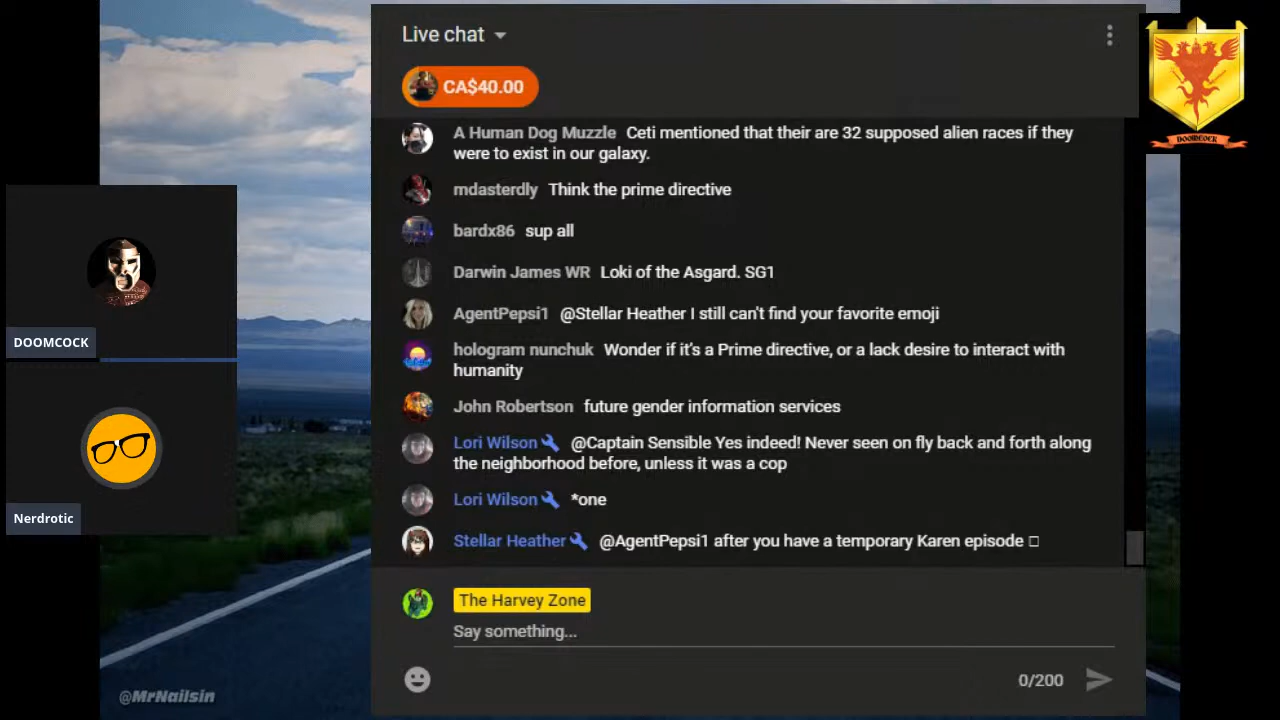 Live chat
CA$40.00
A Human Dog Muzzle Ceti mentioned that their are 32 supposed alien races if they
were to exist in our galaxy.
mdasterdly Think the prime directive
bardx86 sup all
Darwin James WR Loki of the Asgard. SG1
AgentPepsi1 @Stellar Heather I still can't find your favorite emoji
hologram nunchuk Wonder if it's a Prime directive, or a lack desire to interact with
humanity
John Robertson future gender information services
Lori Wilson @Captain Sensible Yes indeed! Never seen on fly back and forth along
the neighborhood before, unless it was a cop
Lori Wilson *one
Stellar Heather @AgentPepsi1 after you have a temporary Karen episode □
The Harvey Zone
Say something...
0/200
DOOMCOCK
Nerdrotic
@MrNailsin
DOOMCOCK